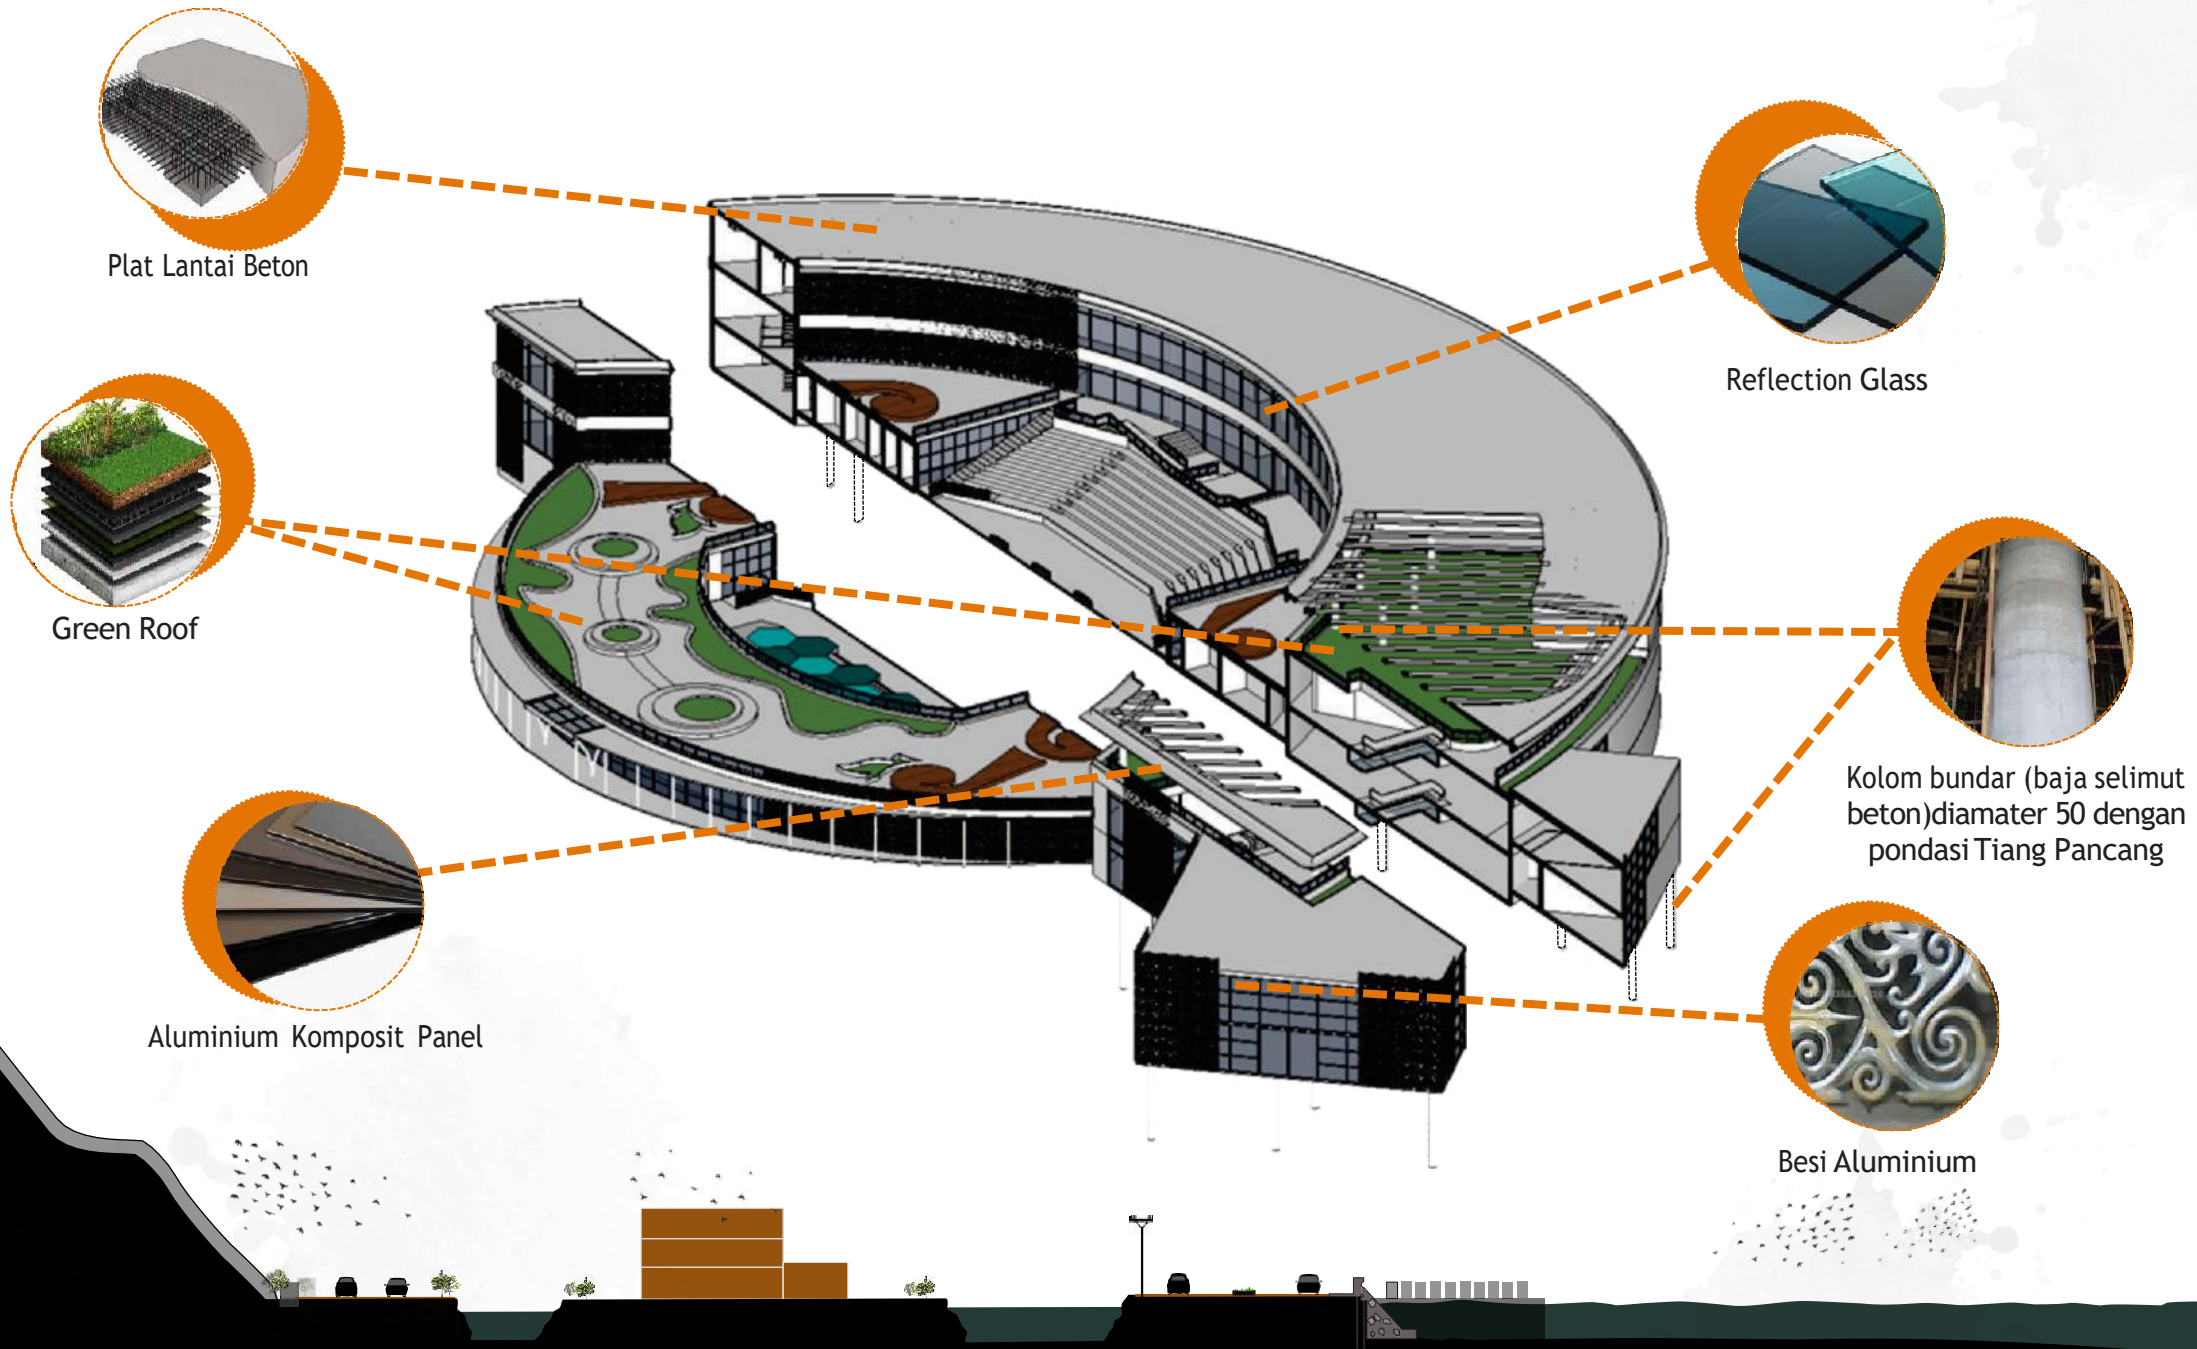 Plat Lantai Beton
Reflection Glass
Green Roof
Kolom bundar (baja selimut
beton)diamater 50 dengan
pondasi Tiang Pancang
Aluminium Komposit Panel
Besi Aluminium